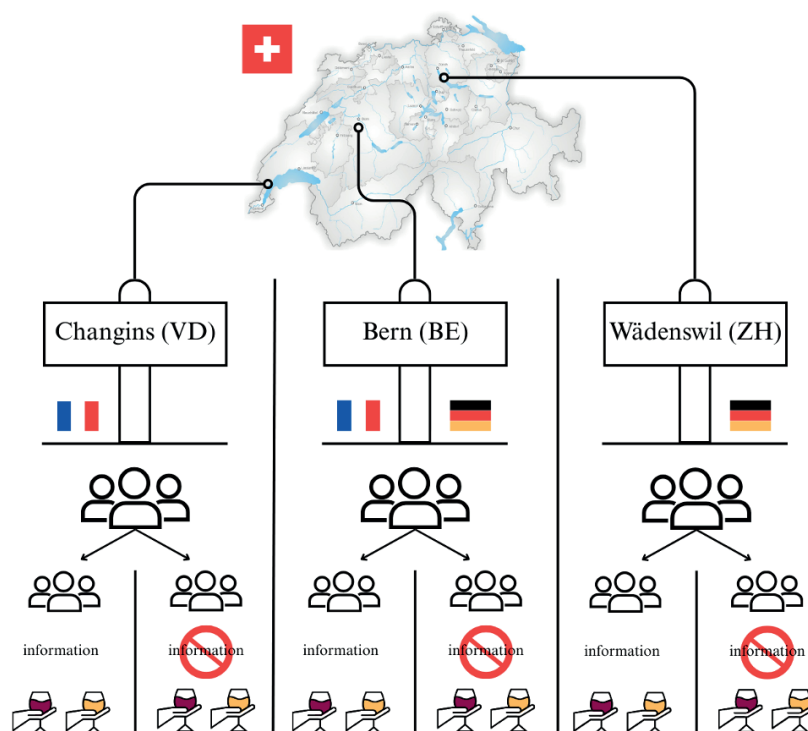 Changins (VD)
Bern (BE)
Wädenswil (ZH)
information
information
information
information
information
information